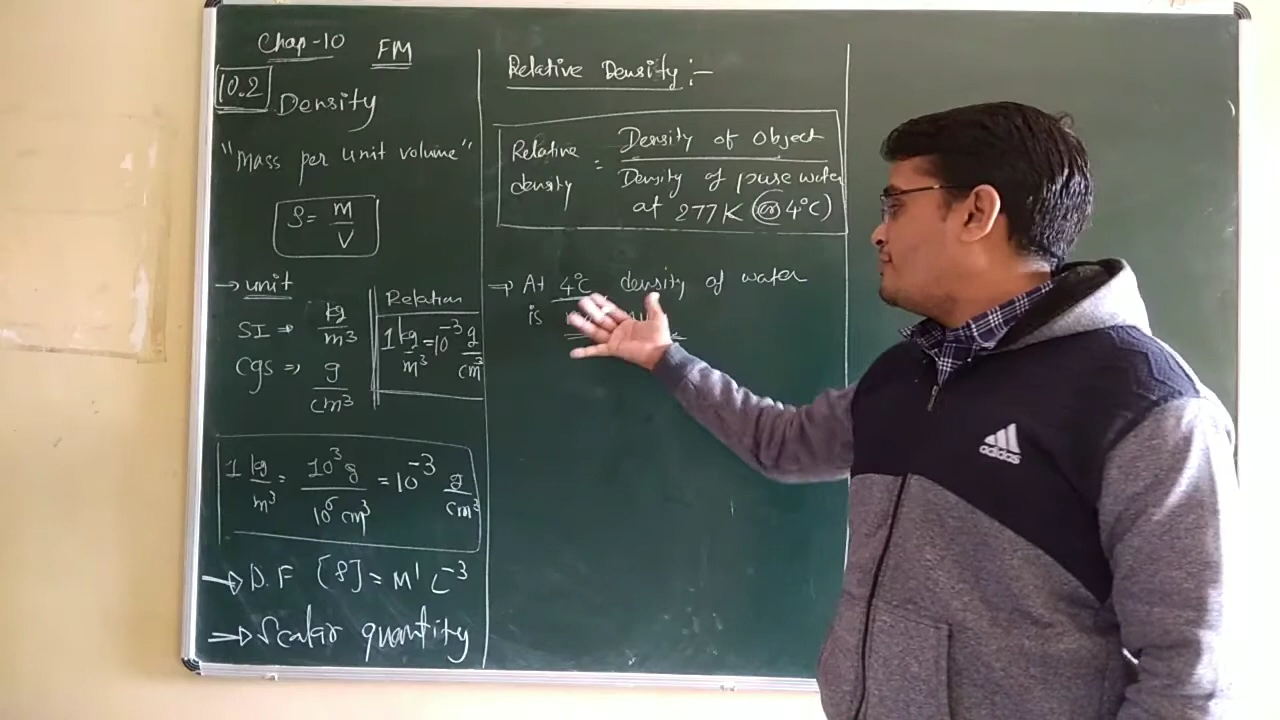 Chap-10 FM
10.2 Density
"Mass per unit volume"
ρ = M / V
→ unit
SI ⇒ kg / m³
Cgs ⇒ g / cm³
Relation
1 kg / m³ = 10⁻³ g / cm³
1 kg / m³ = 10³ g / 10⁶ cm³ = 10⁻³ g / cm³
→ D.F [ρ] = M¹ L⁻³
⇒ Scalar quantity
Relative Density :-
Relative density = Density of Object / Density of pure water at 277K (or 4°C)
⇒ At 4°C density of water
is
adidas